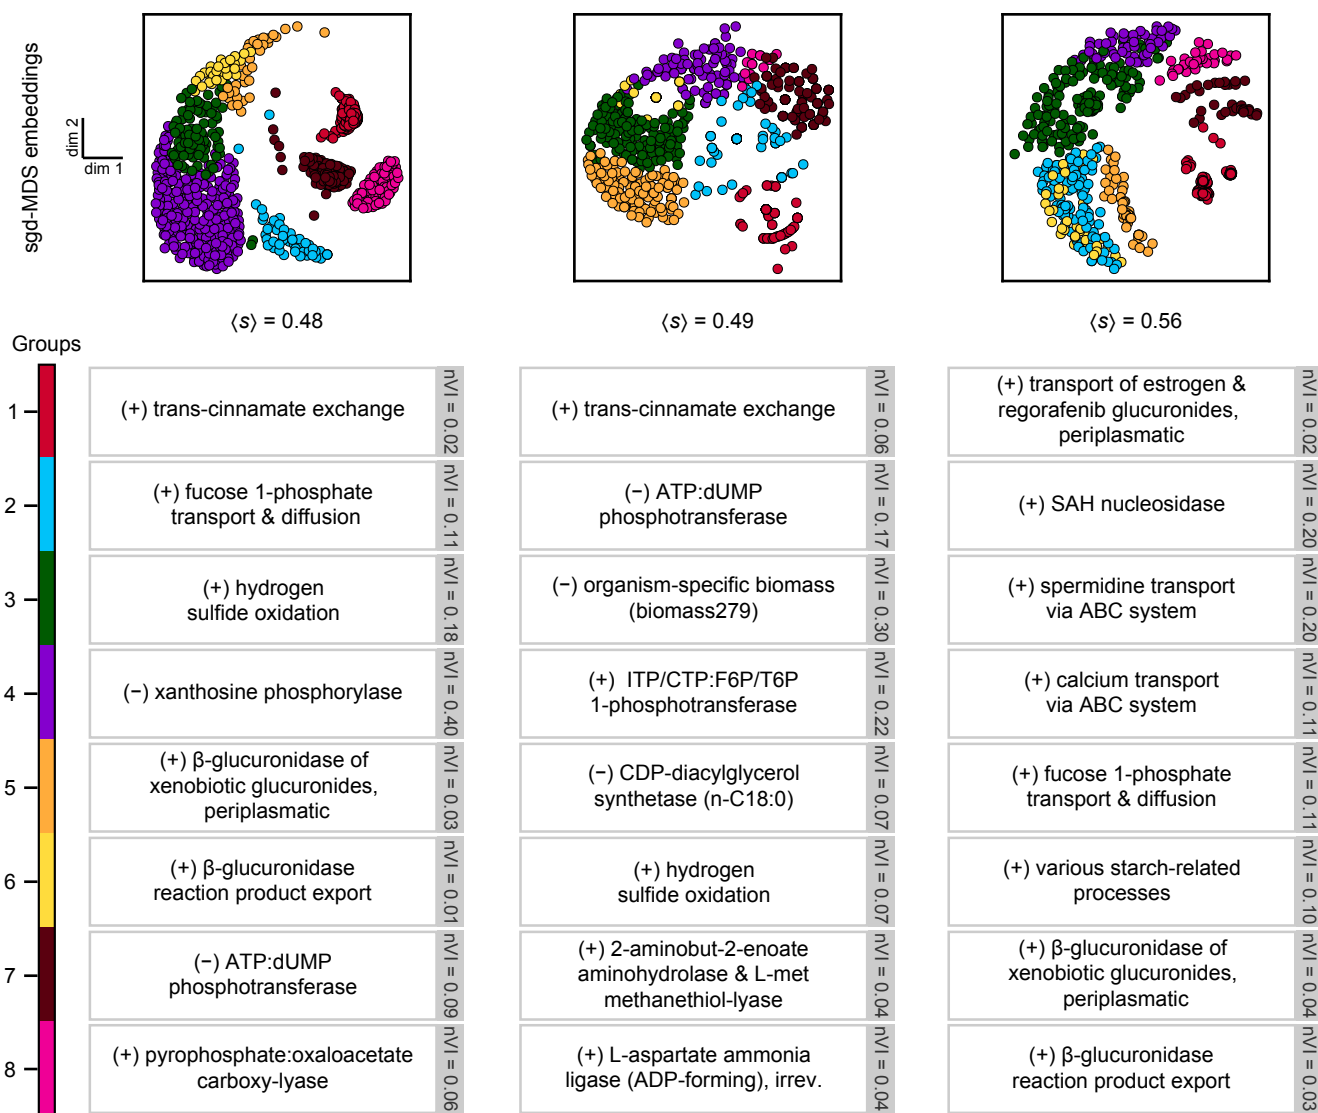 sgd-MDS embeddings
dim 2
dim 1
⟨s⟩ = 0.48
⟨s⟩ = 0.49
⟨s⟩ = 0.56
Groups
1
(+) trans-cinnamate exchange
nVI = 0.02
(+) trans-cinnamate exchange
nVI = 0.06
(+) transport of estrogen &
regorafenib glucuronides,
periplasmatic
nVI = 0.02
2
(+) fucose 1-phosphate
transport & diffusion
nVI = 0.11
(−) ATP:dUMP
phosphotransferase
nVI = 0.17
(+) SAH nucleosidase
nVI = 0.20
3
(+) hydrogen
sulfide oxidation
nVI = 0.18
(−) organism-specific biomass
(biomass279)
nVI = 0.30
(+) spermidine transport
via ABC system
nVI = 0.20
4
(−) xanthosine phosphorylase
nVI = 0.40
(+) ITP/CTP:F6P/T6P
1-phosphotransferase
nVI = 0.22
(+) calcium transport
via ABC system
nVI = 0.11
5
(+) β-glucuronidase of
xenobiotic glucuronides,
periplasmatic
nVI = 0.03
(−) CDP-diacylglycerol
synthetase (n-C18:0)
nVI = 0.07
(+) fucose 1-phosphate
transport & diffusion
nVI = 0.11
6
(+) β-glucuronidase
reaction product export
nVI = 0.01
(+) hydrogen
sulfide oxidation
nVI = 0.07
(+) various starch-related
processes
nVI = 0.10
7
(−) ATP:dUMP
phosphotransferase
nVI = 0.09
(+) 2-aminobut-2-enoate
aminohydrolase & L-met
methanethiol-lyase
nVI = 0.04
(+) β-glucuronidase of
xenobiotic glucuronides,
periplasmatic
nVI = 0.04
8
(+) pyrophosphate:oxaloacetate
carboxy-lyase
nVI = 0.06
(+) L-aspartate ammonia
ligase (ADP-forming), irrev.
nVI = 0.04
(+) β-glucuronidase
reaction product export
nVI = 0.03